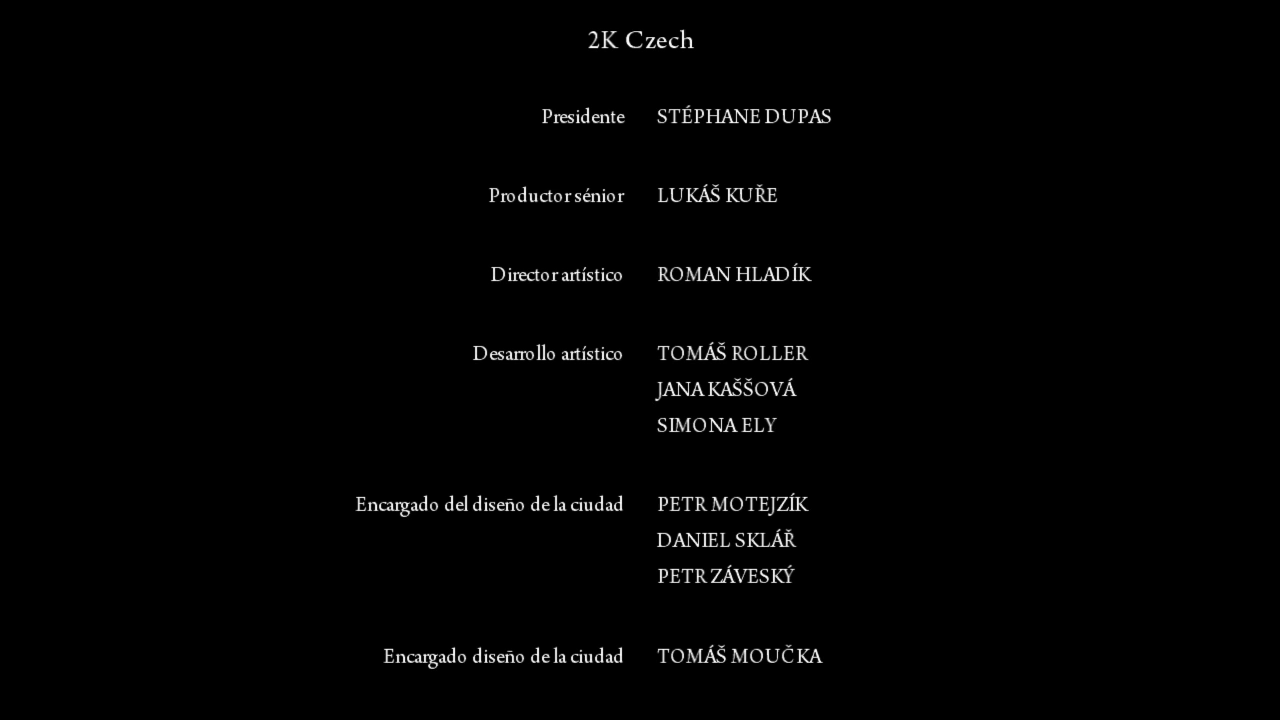 2K Czech
Presidente STÉPHANE DUPAS
Productor sénior LUKÁŠ KUŘE
Director artístico ROMAN HLADÍK
Desarrollo artístico TOMÁŠ ROLLER
JANA KAŠŠOVÁ
SIMONA ELY
Encargado del diseño de la ciudad PETR MOTEJZÍK
DANIEL SKLÁŘ
PETR ZÁVESKÝ
Encargado diseño de la ciudad TOMÁŠ MOUČKA